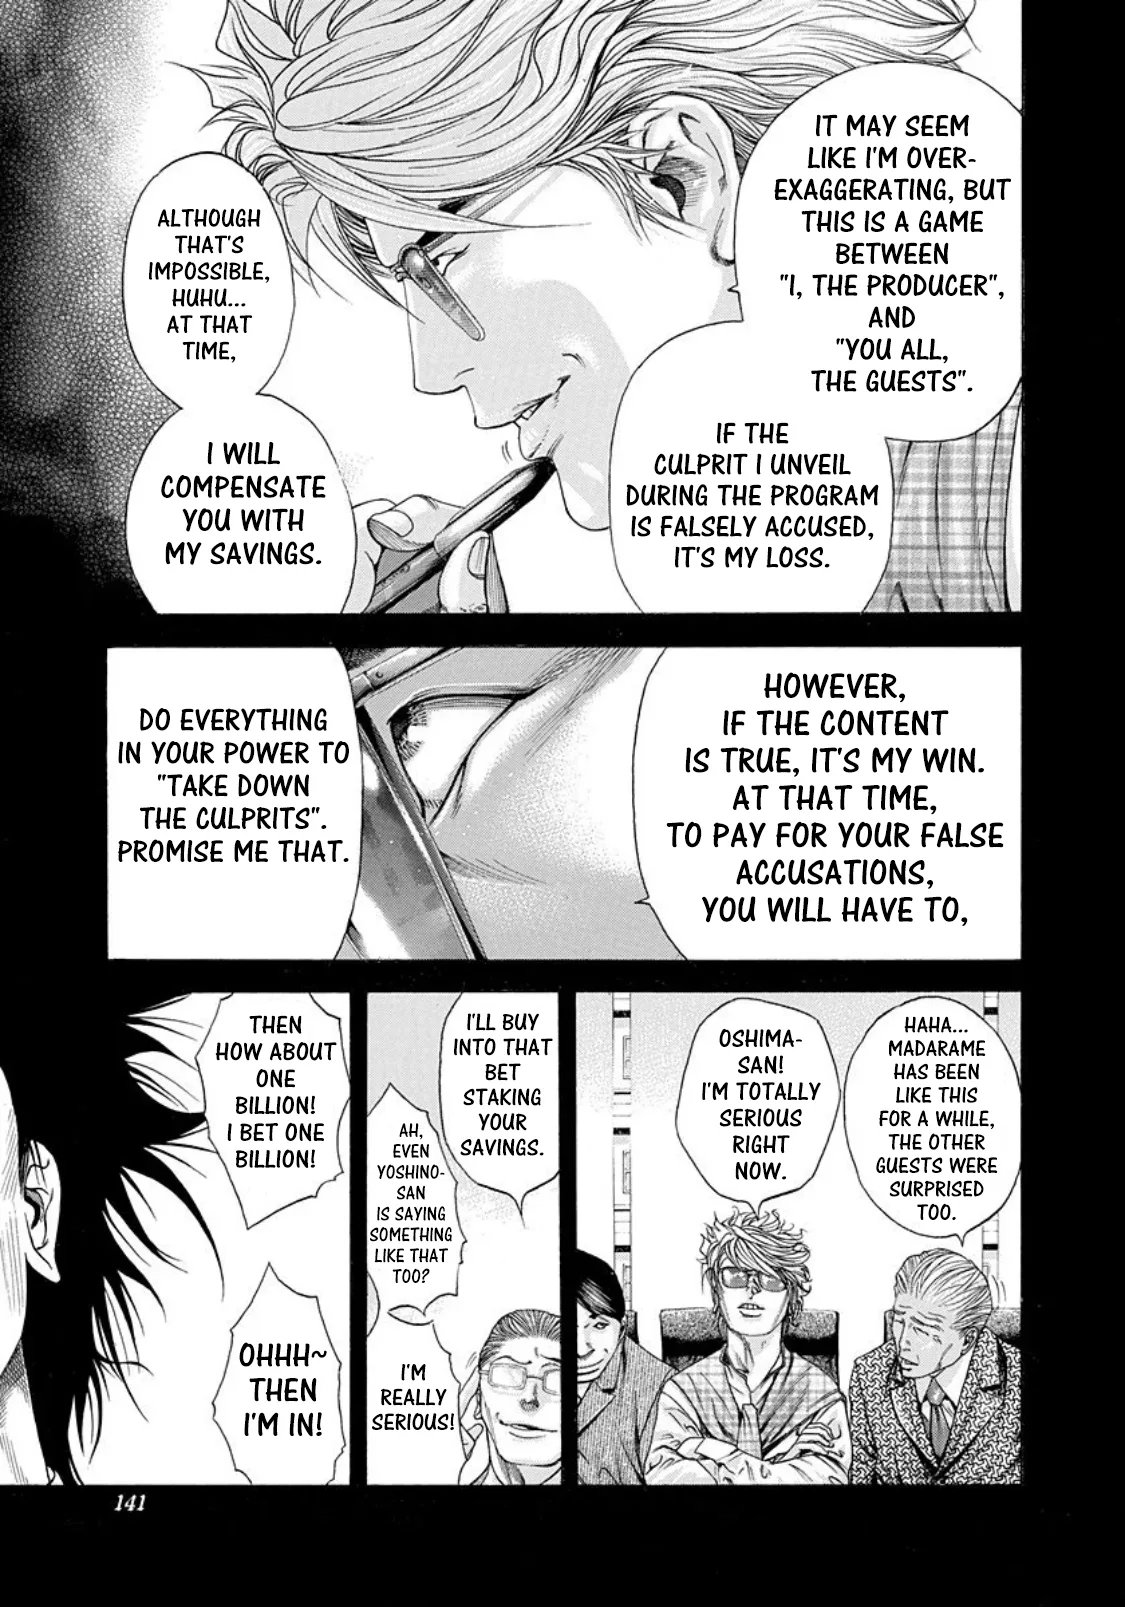 IT MAY SEEM
LIKE I'M OVER-
EXAGGERATING, BUT
THIS IS A GAME
BETWEEN
"I, THE PRODUCER",
AND
"YOU ALL,
THE GUESTS".
IF THE
CULPRIT I UNVEIL
DURING THE PROGRAM
IS FALSELY ACCUSED,
IT'S MY LOSS.
ALTHOUGH
THAT'S
IMPOSSIBLE,
HUHU...
AT THAT
TIME,
I WILL
COMPENSATE
YOU WITH
MY SAVINGS.
HOWEVER,
IF THE CONTENT
IS TRUE, IT'S MY WIN.
AT THAT TIME,
TO PAY FOR YOUR FALSE
ACCUSATIONS,
YOU WILL HAVE TO,
DO EVERYTHING
IN YOUR POWER TO
"TAKE DOWN
THE CULPRITS".
PROMISE ME THAT.
HAHA...
MADARAME
HAS BEEN
LIKE THIS
FOR A WHILE,
THE OTHER
GUESTS WERE
SURPRISED
TOO.
OSHIMA-
SAN!
I'M TOTALLY
SERIOUS
RIGHT
NOW.
I'LL BUY
INTO THAT
BET
STAKING
YOUR
SAVINGS.
AH,
EVEN
YOSHINO-
SAN
IS SAYING
SOMETHING
LIKE THAT
TOO?
I'M
REALLY
SERIOUS!
THEN
HOW ABOUT
ONE
BILLION!
I BET ONE
BILLION!
OHHH~
THEN
I'M IN!
141